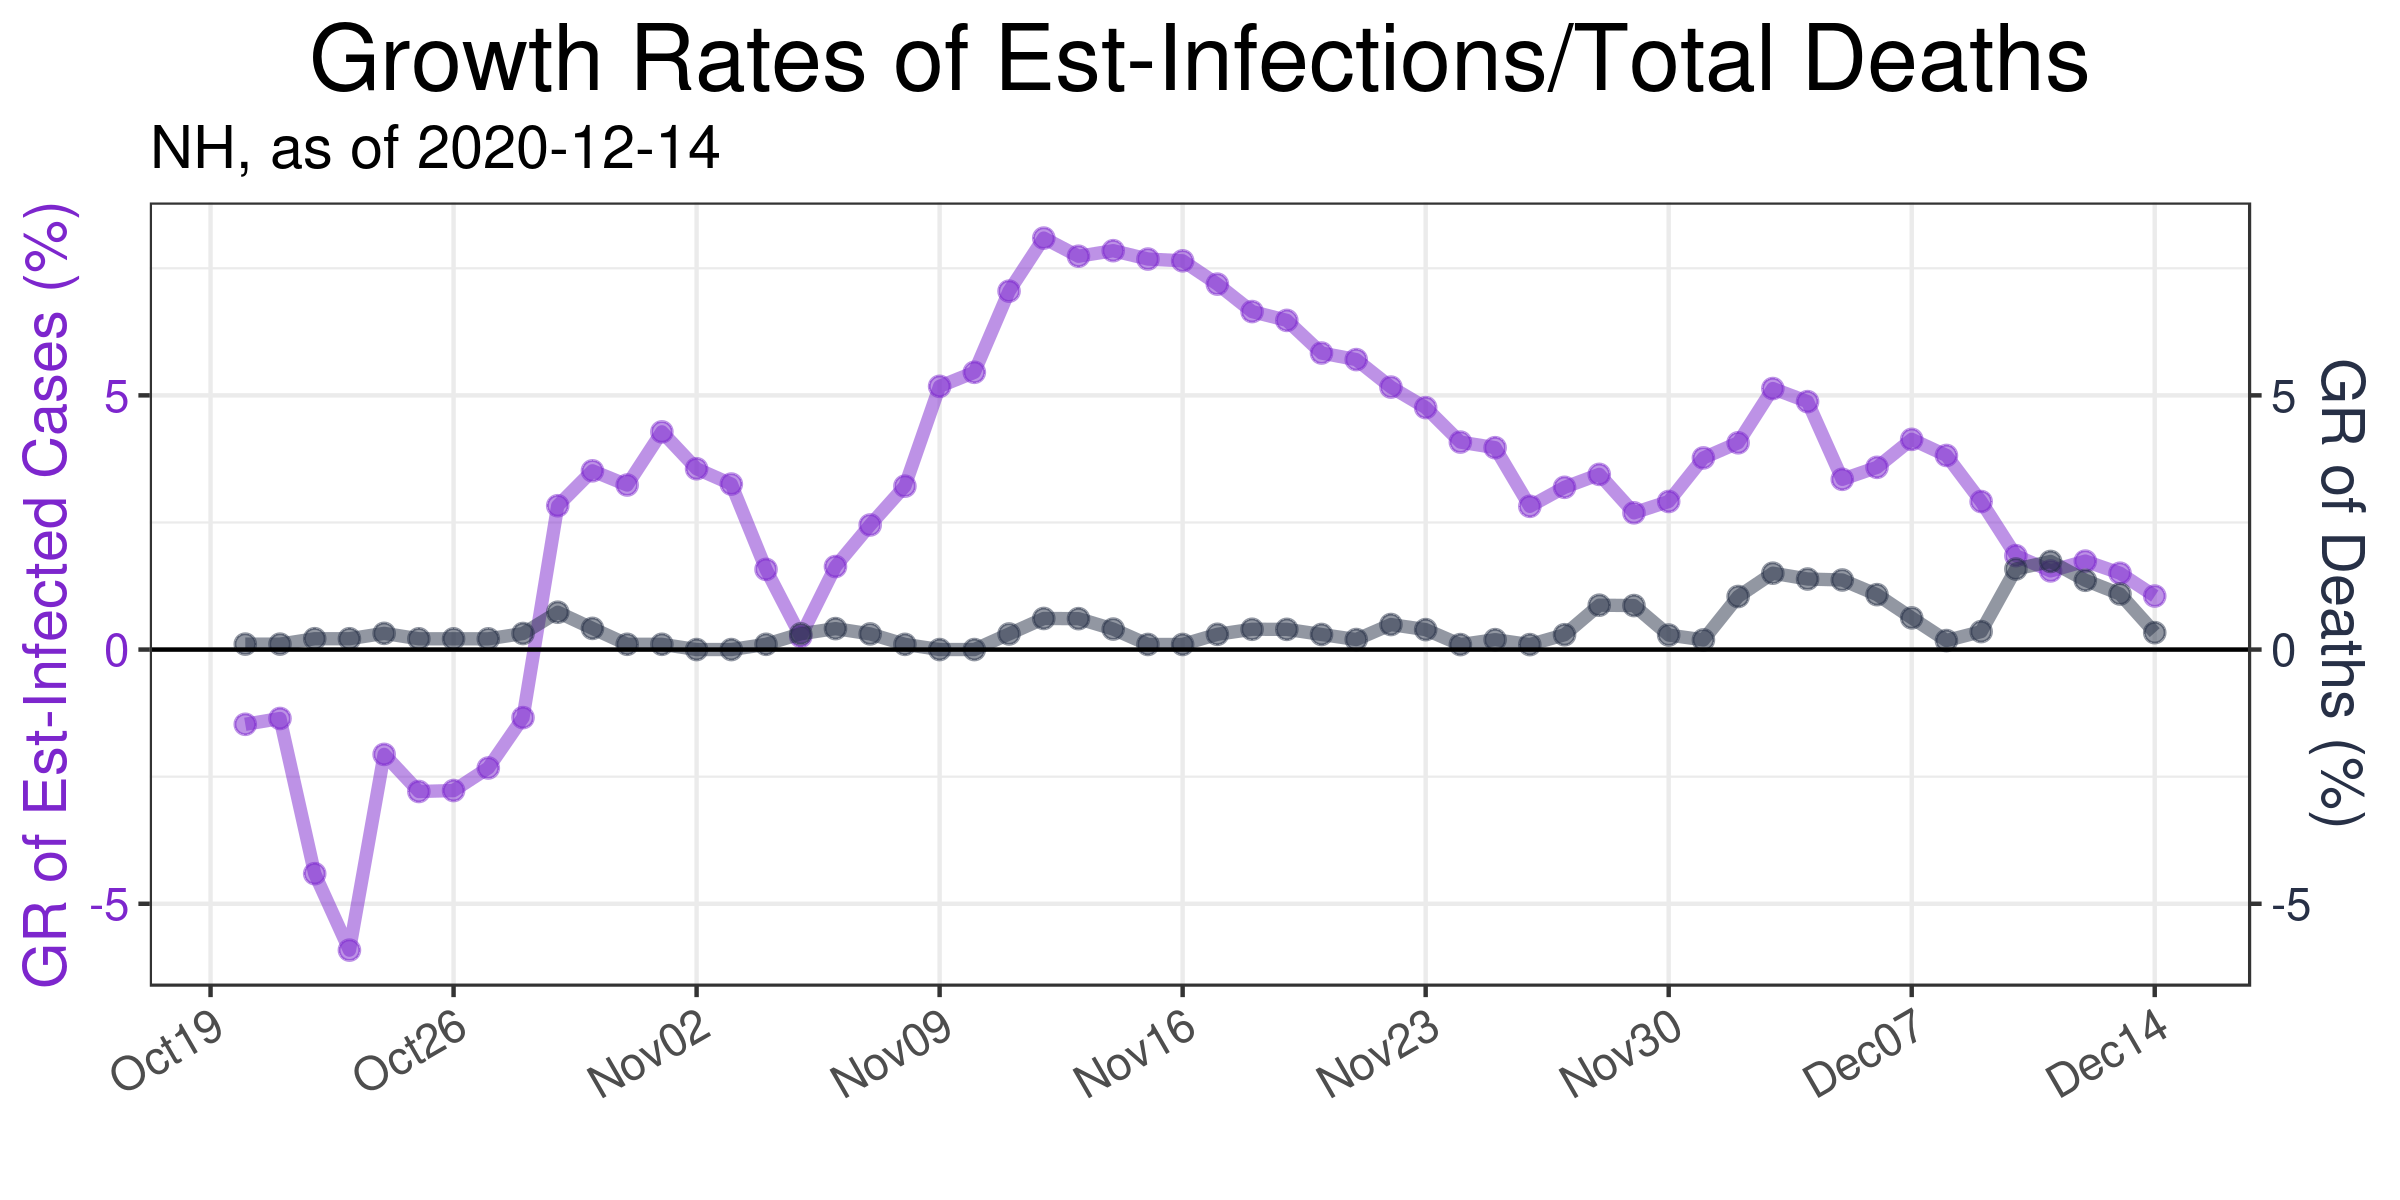 Growth Rates of Est-Infections/Total Deaths
NH, as of 2020-12-14
GR of Est-Infected Cases (%)
5
0
-5
5
0
-5
GR of Deaths (%)
Oct19
Oct26
Nov02
Nov09
Nov16
Nov23
Nov30
Dec07
Dec14